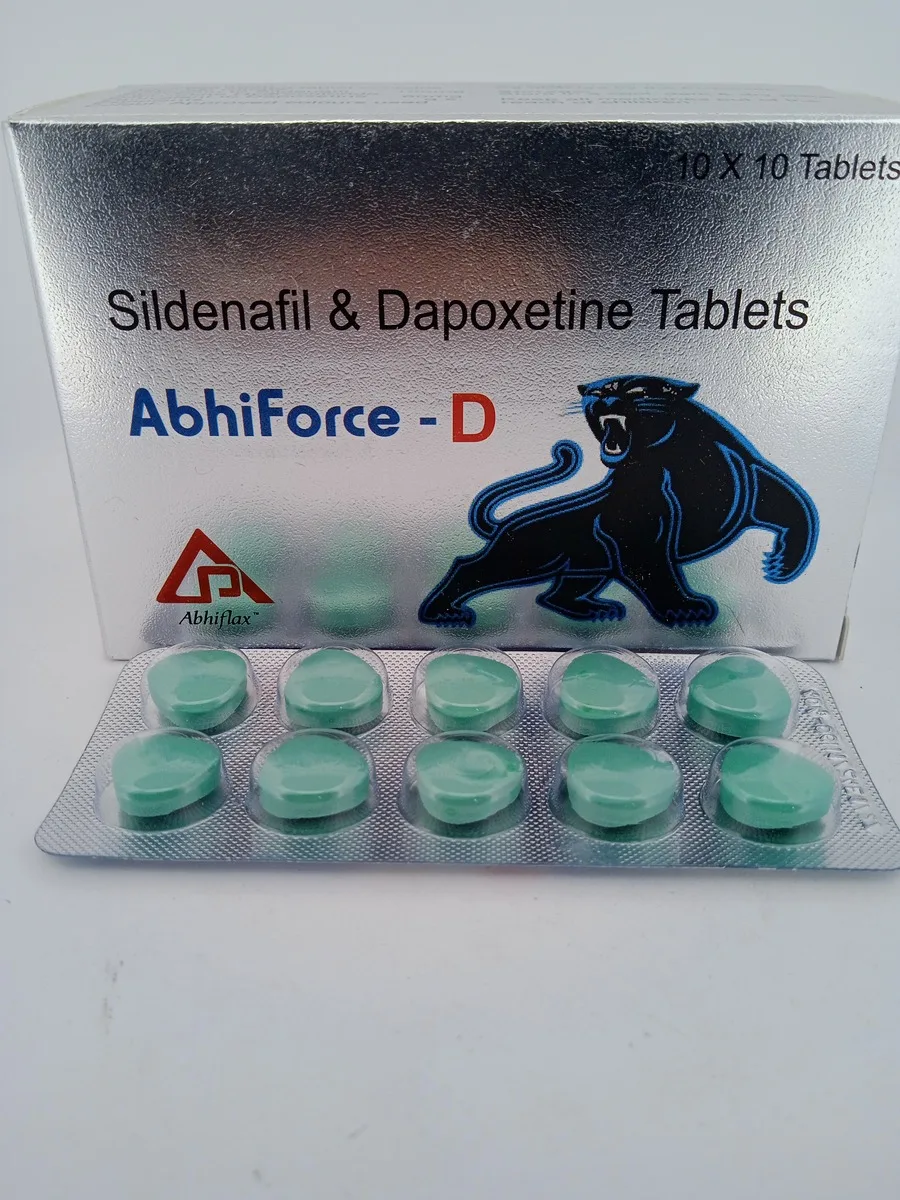 10 X 10 Tablets
Sildenafil & Dapoxetine Tablets
AbhiForce - D
Abhiflax™